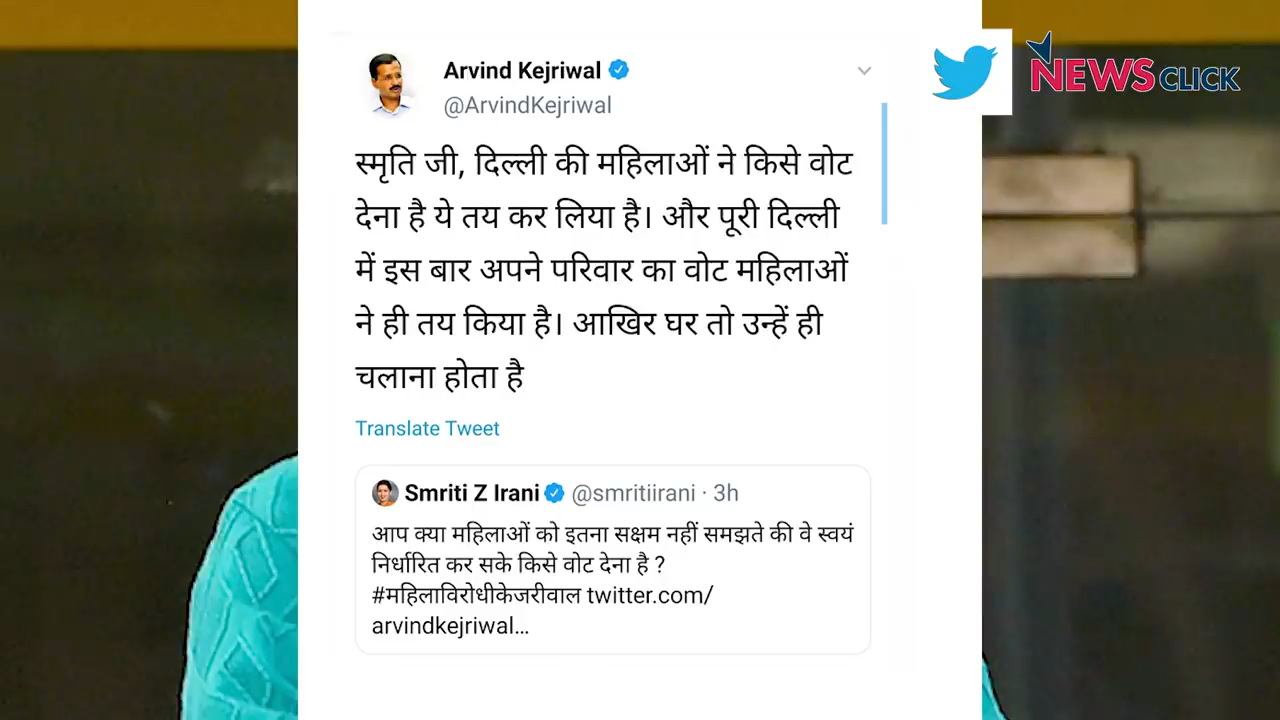 NEWSCLICK
Arvind Kejriwal
@ArvindKejriwal
स्मृति जी, दिल्ली की महिलाओं ने किसे वोट
देना है ये तय कर लिया है। और पूरी दिल्ली
में इस बार अपने परिवार का वोट महिलाओं
ने ही तय किया है। आखिर घर तो उन्हें ही
चलाना होता है
Translate Tweet
Smriti Z Irani @smritiirani · 3h
आप क्या महिलाओं को इतना सक्षम नहीं समझते की वे स्वयं
निर्धारित कर सके किसे वोट देना है ?
#महिलाविरोधीकेजरीवाल twitter.com/
arvindkejriwal…